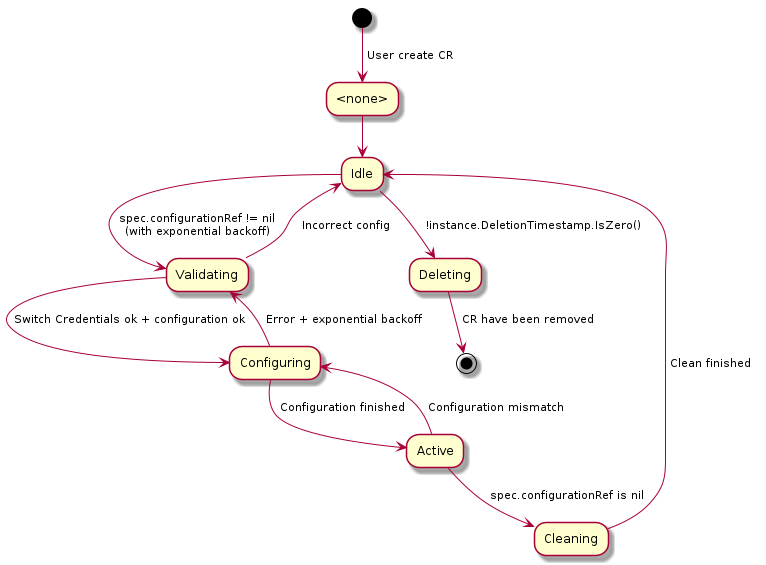 User create CR
<none>
Idle
spec.configurationRef != nil
(with exponential backoff)
Incorrect config
!instance.DeletionTimestamp.IsZero()
Validating
Deleting
Switch Credentials ok + configuration ok
Error + exponential backoff
CR have been removed
Configuring
Clean finished
Configuration finished
Configuration mismatch
Active
spec.configurationRef is nil
Cleaning